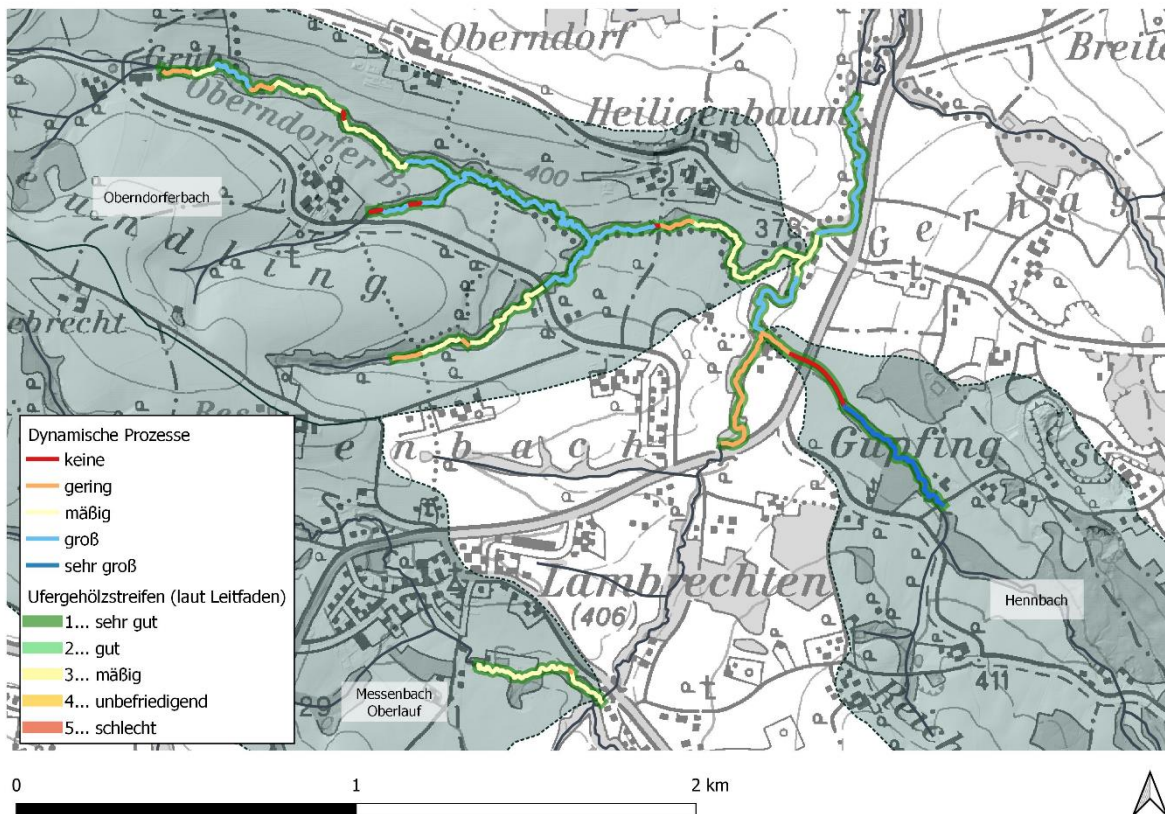 Oberndorf
Breite
Grub
Oberndorfer B.
Heiligenbaum
400
Oberndorferbach
u n d l i n g
373
G e r h a g
ebrecht
Dynamische Prozesse
keine
gering
mäßig
groß
sehr groß
Ufergehölzstreifen (laut Leitfaden)
1... sehr gut
2... gut
3... mäßig
4... unbefriedigend
5... schlecht
e n b a c h
Gupfing
Lambrechten
(406)
Hennbach
Messenbach
Oberlauf
411
0
1
2 km